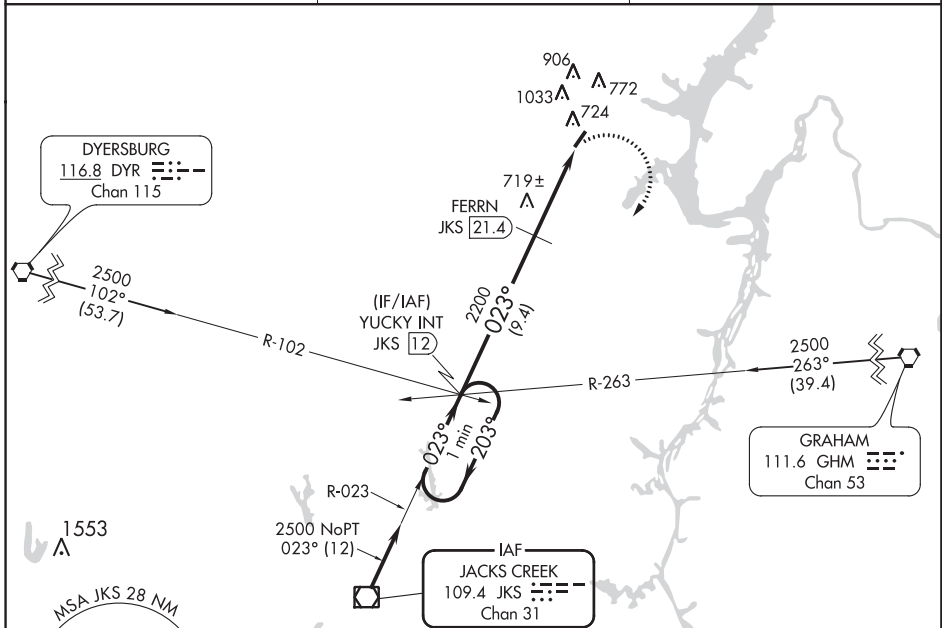 906
772
1033
724
DYERSBURG
116.8 DYR
Chan 115
719±
FERRN
JKS 21.4
2500
102°
(53.7)
(IF/IAF)
YUCKY INT
JKS 12
2200
023°
(9.4)
R-102
2500
263°
(39.4)
R-263
023°
1 min
203°
GRAHAM
111.6 GHM
Chan 53
R-023
2500 NoPT
023° (12)
1553
IAF
JACKS CREEK
109.4 JKS
Chan 31
MSA JKS 28 NM